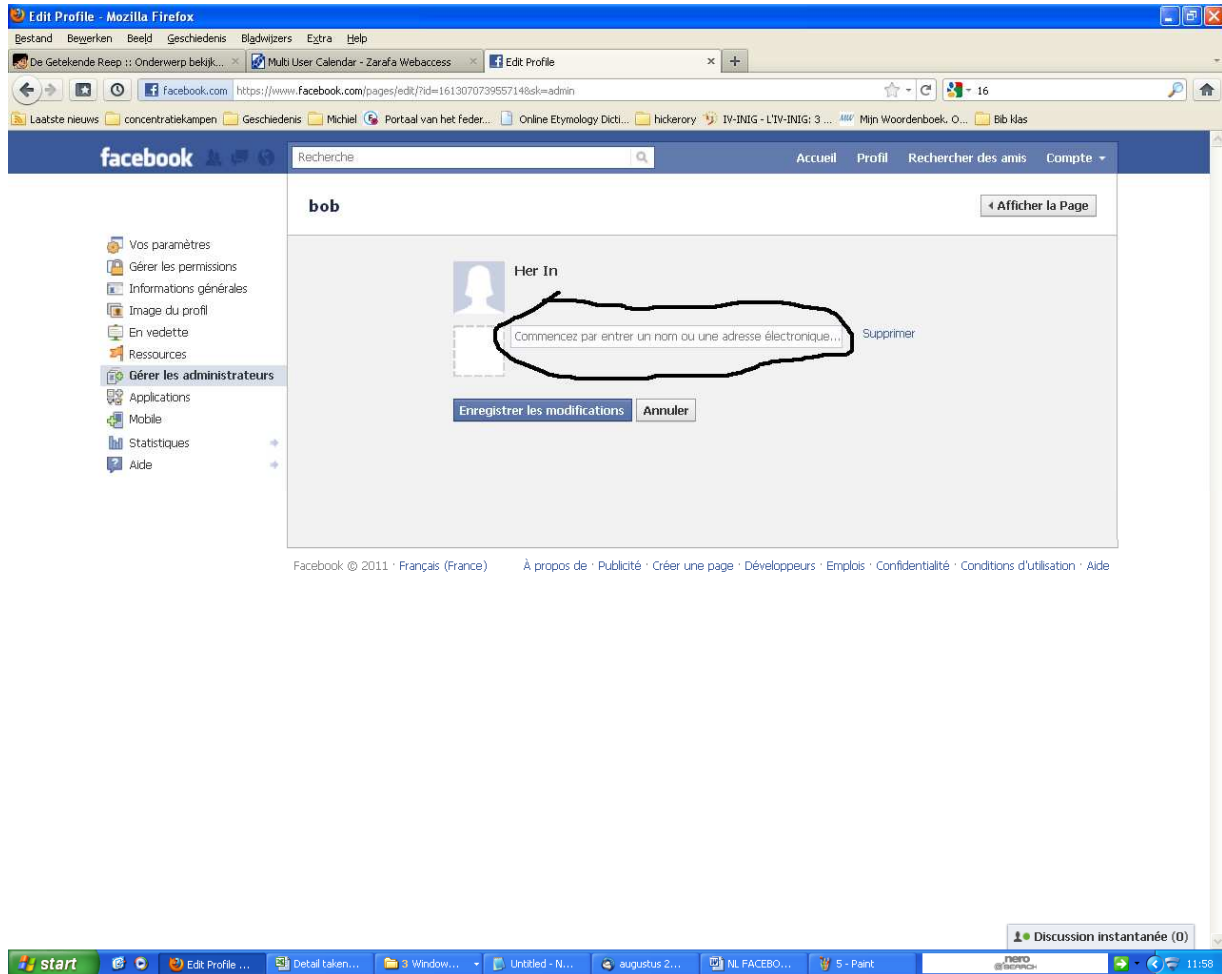 Edit Profile - Mozilla Firefox
Bestand Bewerken Beeld Geschiedenis Bladwijzers Extra Help
De Getekende Reep :: Onderwerp bekijk... Multi User Calendar - Zarafa Webaccess Edit Profile
facebook.com https://www.facebook.com/pages/edit/?id=161307073955714&sk=admin 16
Laatste nieuws concentratiekampen Geschiedenis Michiel Portaal van het feder... Online Etymology Dicti... hickerory IV-INIG - L'IV-INIG: 3 ... Mijn Woordenboek. O... Bib klas
facebook Recherche Accueil Profil Rechercher des amis Compte
bob Afficher la Page
Vos paramètres
Gérer les permissions
Informations générales
Image du profil
En vedette
Ressources
Gérer les administrateurs
Applications
Mobile
Statistiques
Aide
Her In
Commencez par entrer un nom ou une adresse électronique... Supprimer
Enregistrer les modifications Annuler
Facebook © 2011 · Français (France) À propos de · Publicité · Créer une page · Développeurs · Emplois · Confidentialité · Conditions d'utilisation · Aide
Discussion instantanée (0)
start Edit Profile ... Detail taken... 3 Window... Untitled - N... augustus 2... NL FACEBO... 5 - Paint nero SEARCH 11:58